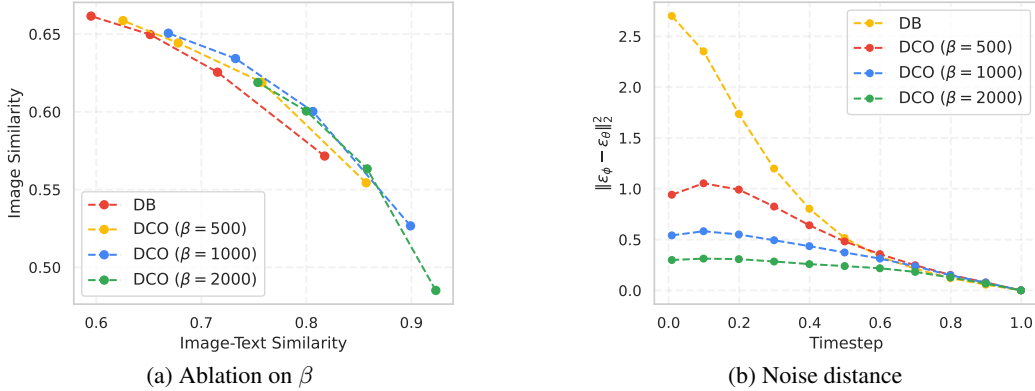 0.65
0.60
0.55
0.50
Image Similarity
DB
DCO (β = 500)
DCO (β = 1000)
DCO (β = 2000)
0.6 0.7 0.8 0.9
Image-Text Similarity
(a) Ablation on β
2.5
2.0
1.5
1.0
0.5
0.0
‖εϕ − εθ‖²₂
DB
DCO (β = 500)
DCO (β = 1000)
DCO (β = 2000)
0.0 0.2 0.4 0.6 0.8 1.0
Timestep
(b) Noise distance